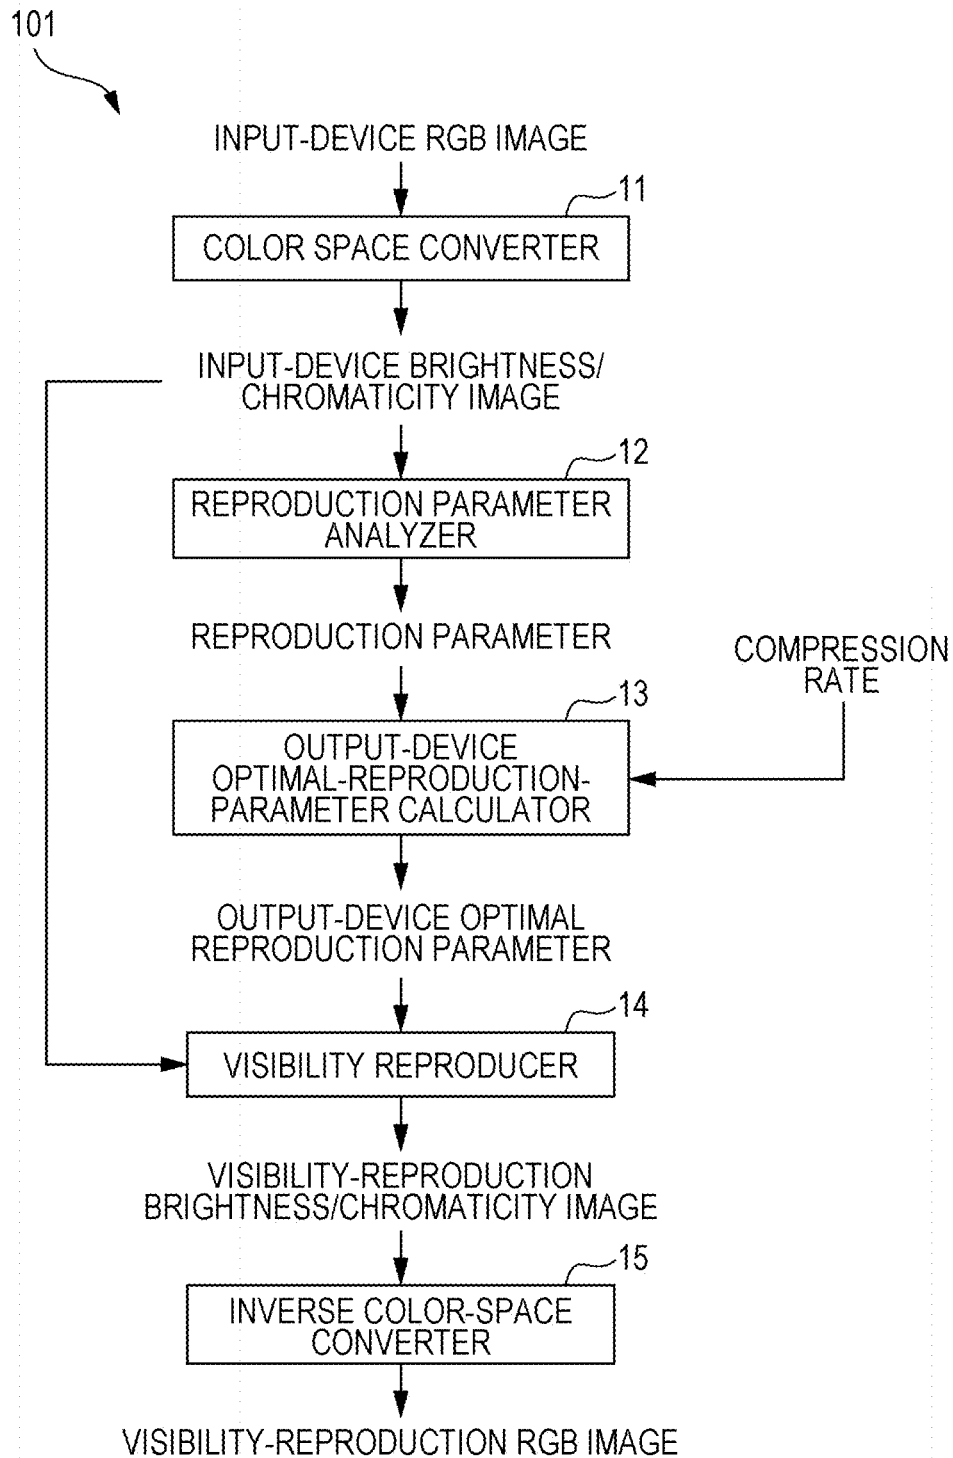 101
INPUT-DEVICE RGB IMAGE
11
COLOR SPACE CONVERTER
INPUT-DEVICE BRIGHTNESS/
CHROMATICITY IMAGE
12
REPRODUCTION PARAMETER
ANALYZER
REPRODUCTION PARAMETER
COMPRESSION
RATE
13
OUTPUT-DEVICE
OPTIMAL-REPRODUCTION-
PARAMETER CALCULATOR
OUTPUT-DEVICE OPTIMAL
REPRODUCTION PARAMETER
14
VISIBILITY REPRODUCER
VISIBILITY-REPRODUCTION
BRIGHTNESS/CHROMATICITY IMAGE
15
INVERSE COLOR-SPACE
CONVERTER
VISIBILITY-REPRODUCTION RGB IMAGE